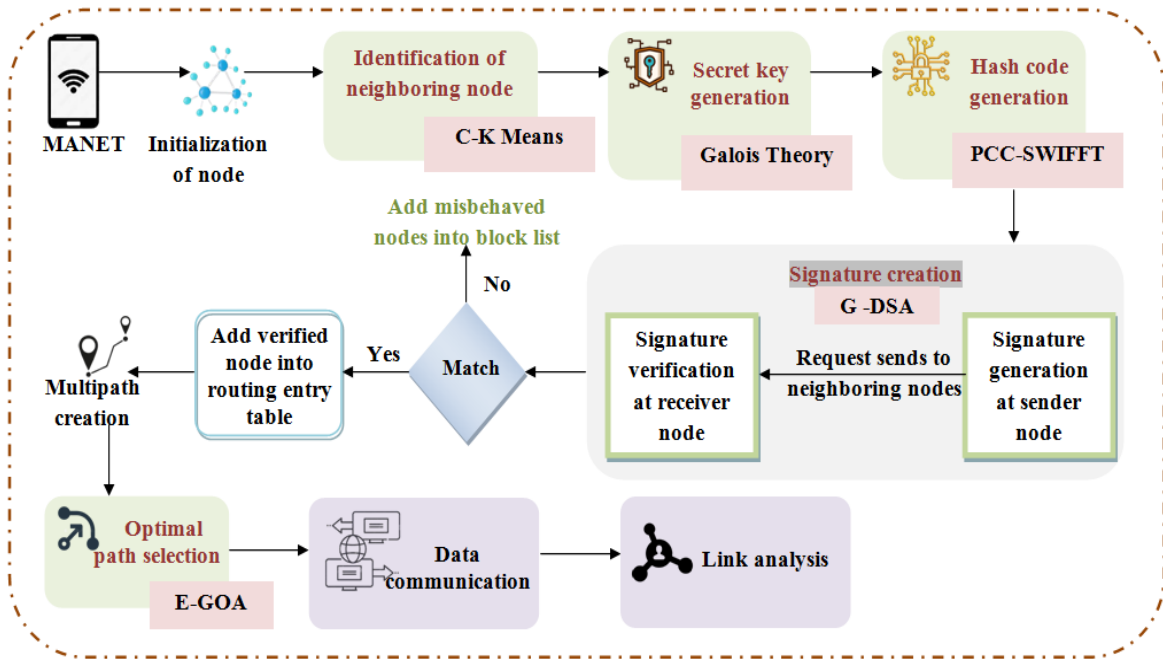 MANET
Initialization
of node
Identification of
neighboring node
C-K Means
Secret key
generation
Galois Theory
Hash code
generation
PCC-SWIFFT
Add misbehaved
nodes into block list
No
Signature creation
G -DSA
Signature
generation
at sender
node
Request sends to
neighboring nodes
Signature
verification
at receiver
node
Match
Yes
Add verified
node into
routing entry
table
Multipath
creation
Optimal
path selection
E-GOA
Data
communication
Link analysis